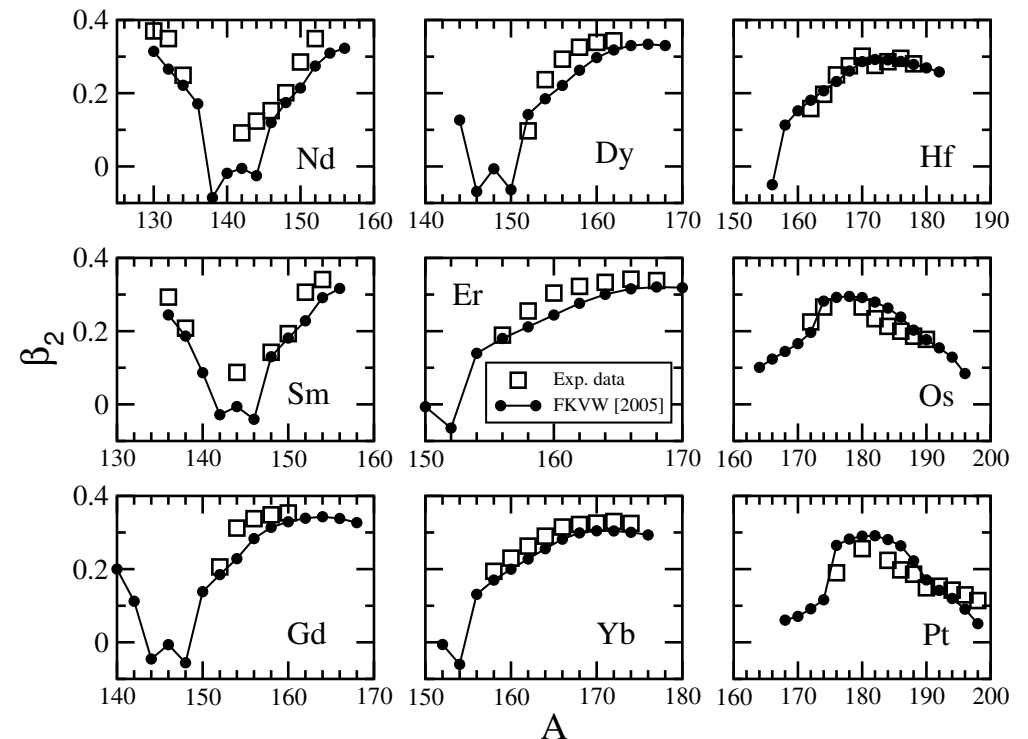 0.4
0.2
0
130 140 150 160
Nd
140 150 160 170
Dy
150 160 170 180 190
Hf
0.4
0.2
0
130 140 150 160
Sm
150 160 170
Er
Exp. data
FKVW [2005]
160 170 180 190 200
Os
0.4
0.2
0
140 150 160 170
Gd
150 160 170 180
Yb
160 170 180 190 200
Pt
β2
A